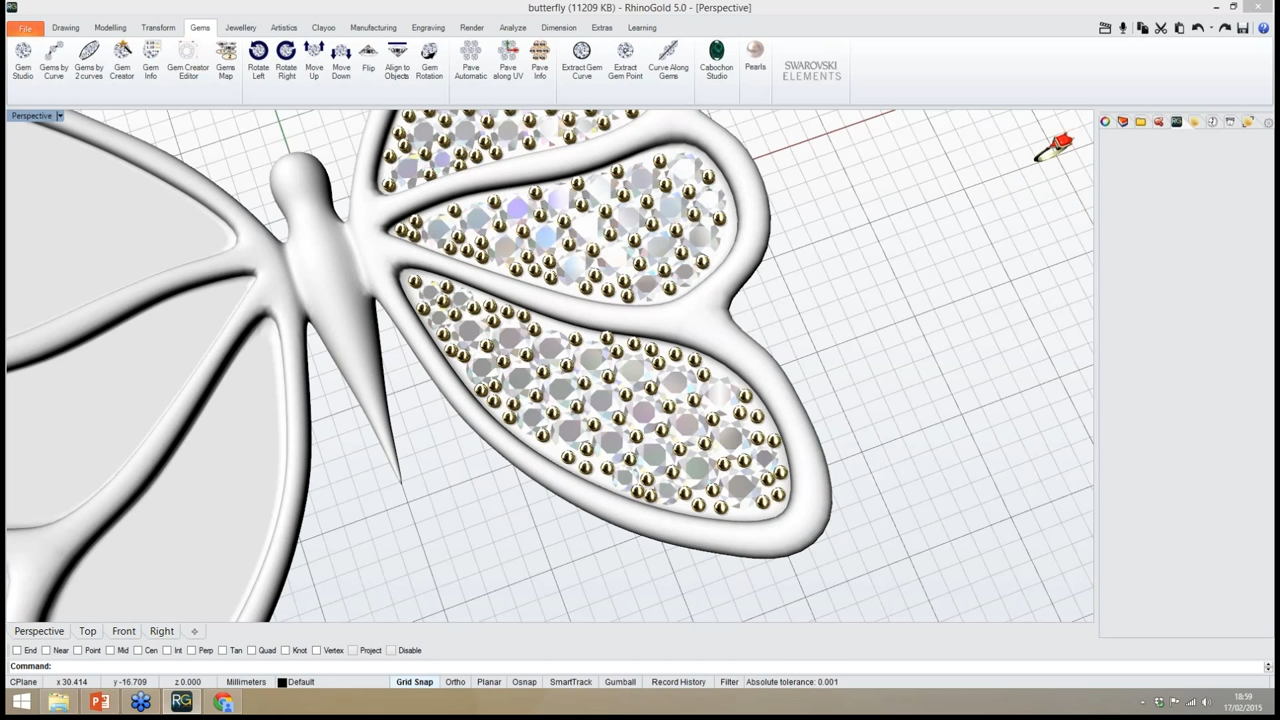 butterfly (11209 KB) - RhinoGold 5.0 - [Perspective]
File Drawing Modelling Transform Gems Jewellery Artistics Clayoo Manufacturing Engraving Render Analyze Dimension Extras Learning
Gem Studio
Gems by Curve
Gems by 2 curves
Gem Creator
Gem Info
Gem Creator Editor
Gems Map
Rotate Left
Rotate Right
Move Up
Move Down
Flip
Align to Objects
Gem Rotation
Pave Automatic
Pave along UV
Pave Info
Extract Gem Curve
Extract Gem Point
Curve Along Gems
Cabochon Studio
Pearls
SWAROVSKI ELEMENTS
Perspective
Perspective Top Front Right
End Near Point Mid Cen Int Perp Tan Quad Knot Vertex Project Disable
Command:
CPlane x 30.414 y -16.709 z 0.000 Millimeters Default Grid Snap Ortho Planar Osnap SmartTrack Gumball Record History Filter Absolute tolerance: 0.001
RG
18:59
17/02/2015